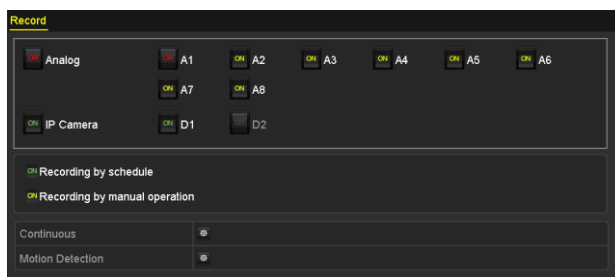 Record
OFF Analog OFF A1 ON A2 ON A3 ON A4 ON A5 ON A6
ON A7 ON A8
ON IP Camera ON D1 D2
ON Recording by schedule
ON Recording by manual operation
Continuous
Motion Detection